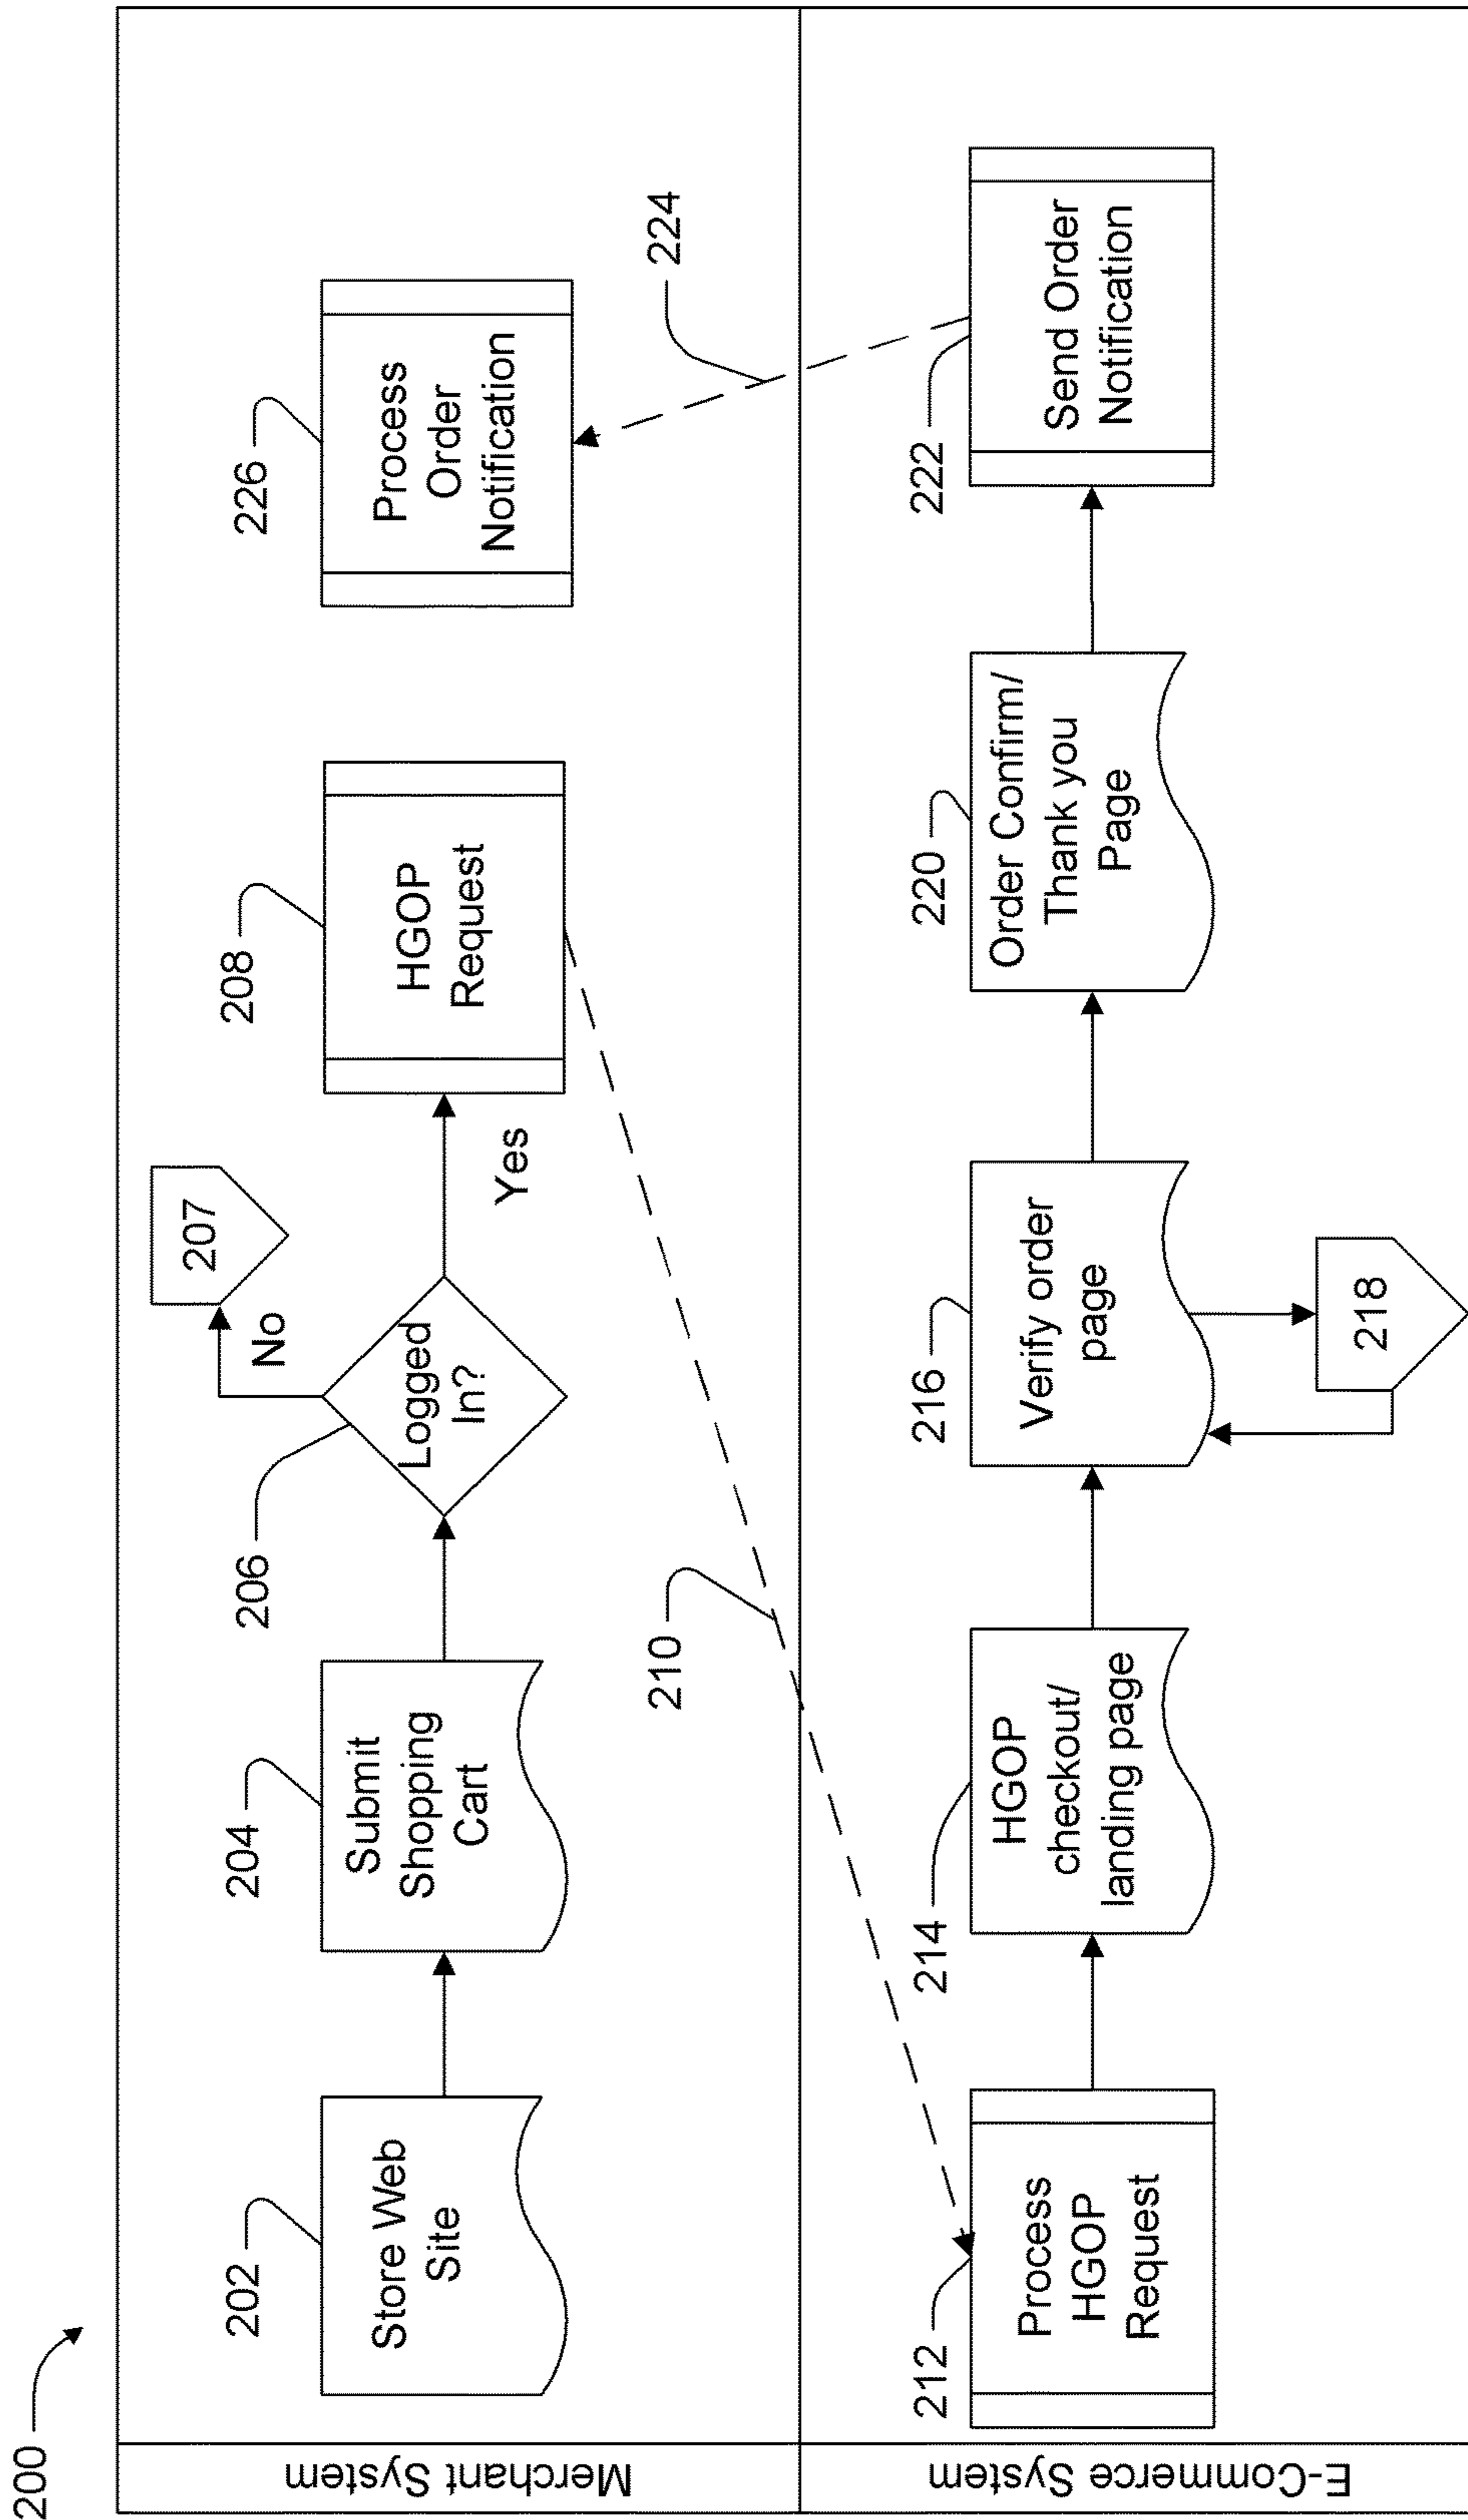 200
Merchant System
202
Store Web
Site
204
Submit
Shopping
Cart
206
Logged
In?
No
207
Yes
208
HGOP
Request
210
226
Process
Order
Notification
224
E-Commerce System
212
Process
HGOP
Request
214
HGOP
checkout/
landing page
216
Verify order
page
218
220
Order Confirm/
Thank you
Page
222
Send Order
Notification